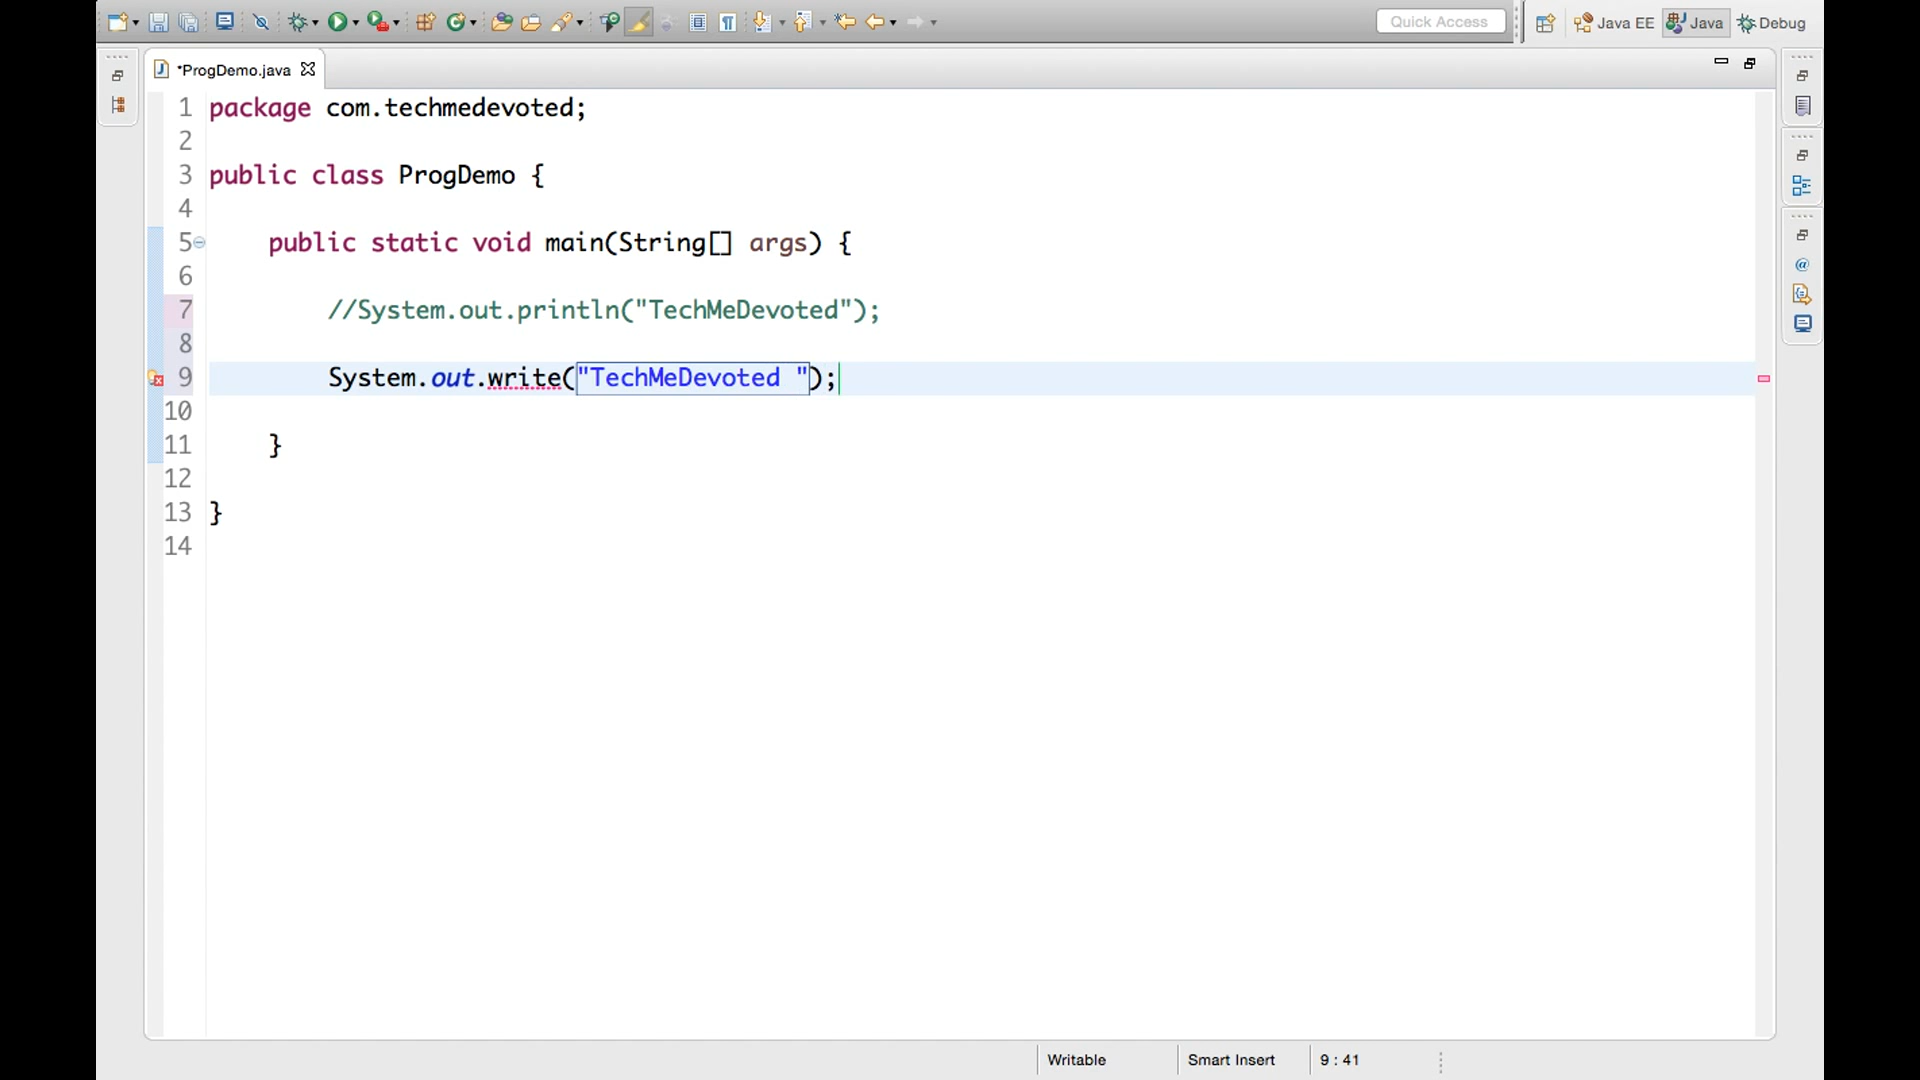 Quick Access
Java EE
Java
Debug
*ProgDemo.java
1 package com.techmedevoted;
2
3 public class ProgDemo {
4
5 public static void main(String[] args) {
6
7 //System.out.println("TechMeDevoted");
8
9 System.out.write("TechMeDevoted ");
10
11 }
12
13 }
14
Writable
Smart Insert
9 : 41